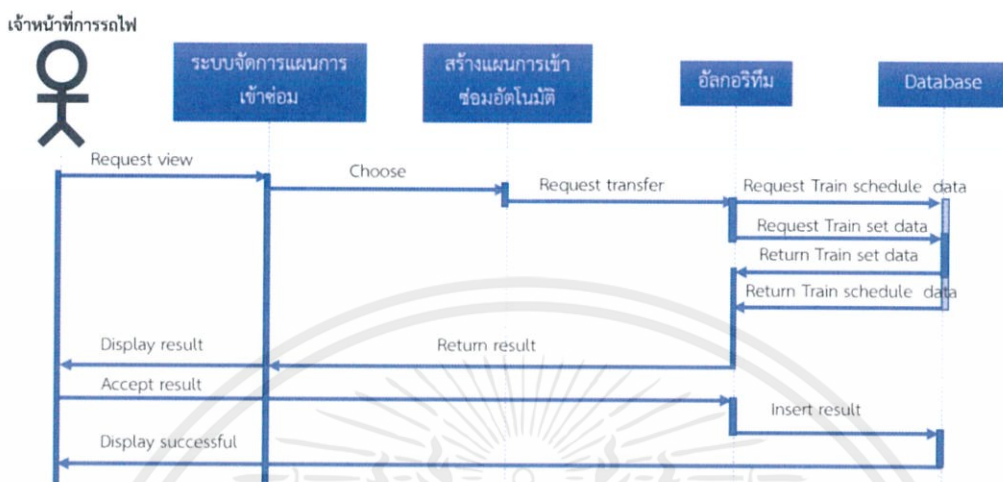 เจ้าหน้าที่การรถไฟ
ระบบจัดการแผนการ
เข้าซ่อม
สร้างแผนการเข้า
ซ่อมอัตโนมัติ
อัลกอริทึม
Database
Request view
Choose
Request transfer
Request Train schedule data
Request Train set data
Return Train set data
Return Train schedule data
Display result
Return result
Accept result
Insert result
Display successful